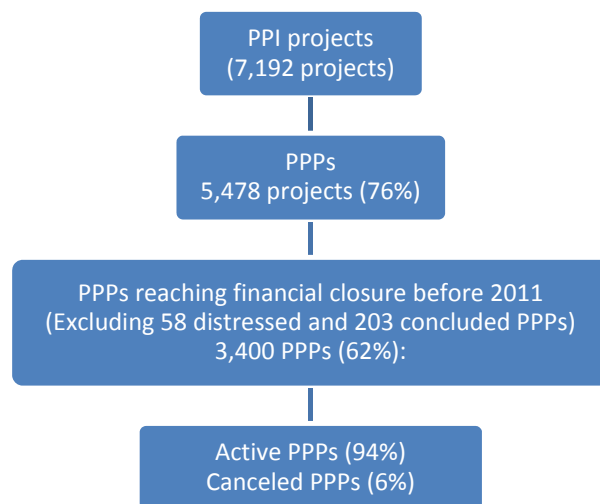 PPI projects
(7,192 projects)
PPPs
5,478 projects (76%)
PPPs reaching financial closure before 2011
(Excluding 58 distressed and 203 concluded PPPs)
3,400 PPPs (62%):
Active PPPs (94%)
Canceled PPPs (6%)